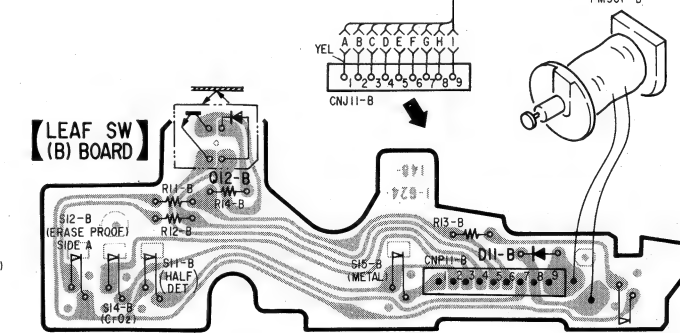 PM901-B
A B C D E F G H I
YEL
1 2 3 4 5 6 7 8 9
CNJ11-B
LEAF SW
(B) BOARD
Q12-B
R11-B
R14-B
R12-B
S12-B
(ERASE PROOF)
SIDE A
S11-B
(HALF)
DET
S14-B
(CrO2)
S15-B
(METAL)
R13-B
D11-B
CNP11-B
2 3 4 5 6 7 8 9